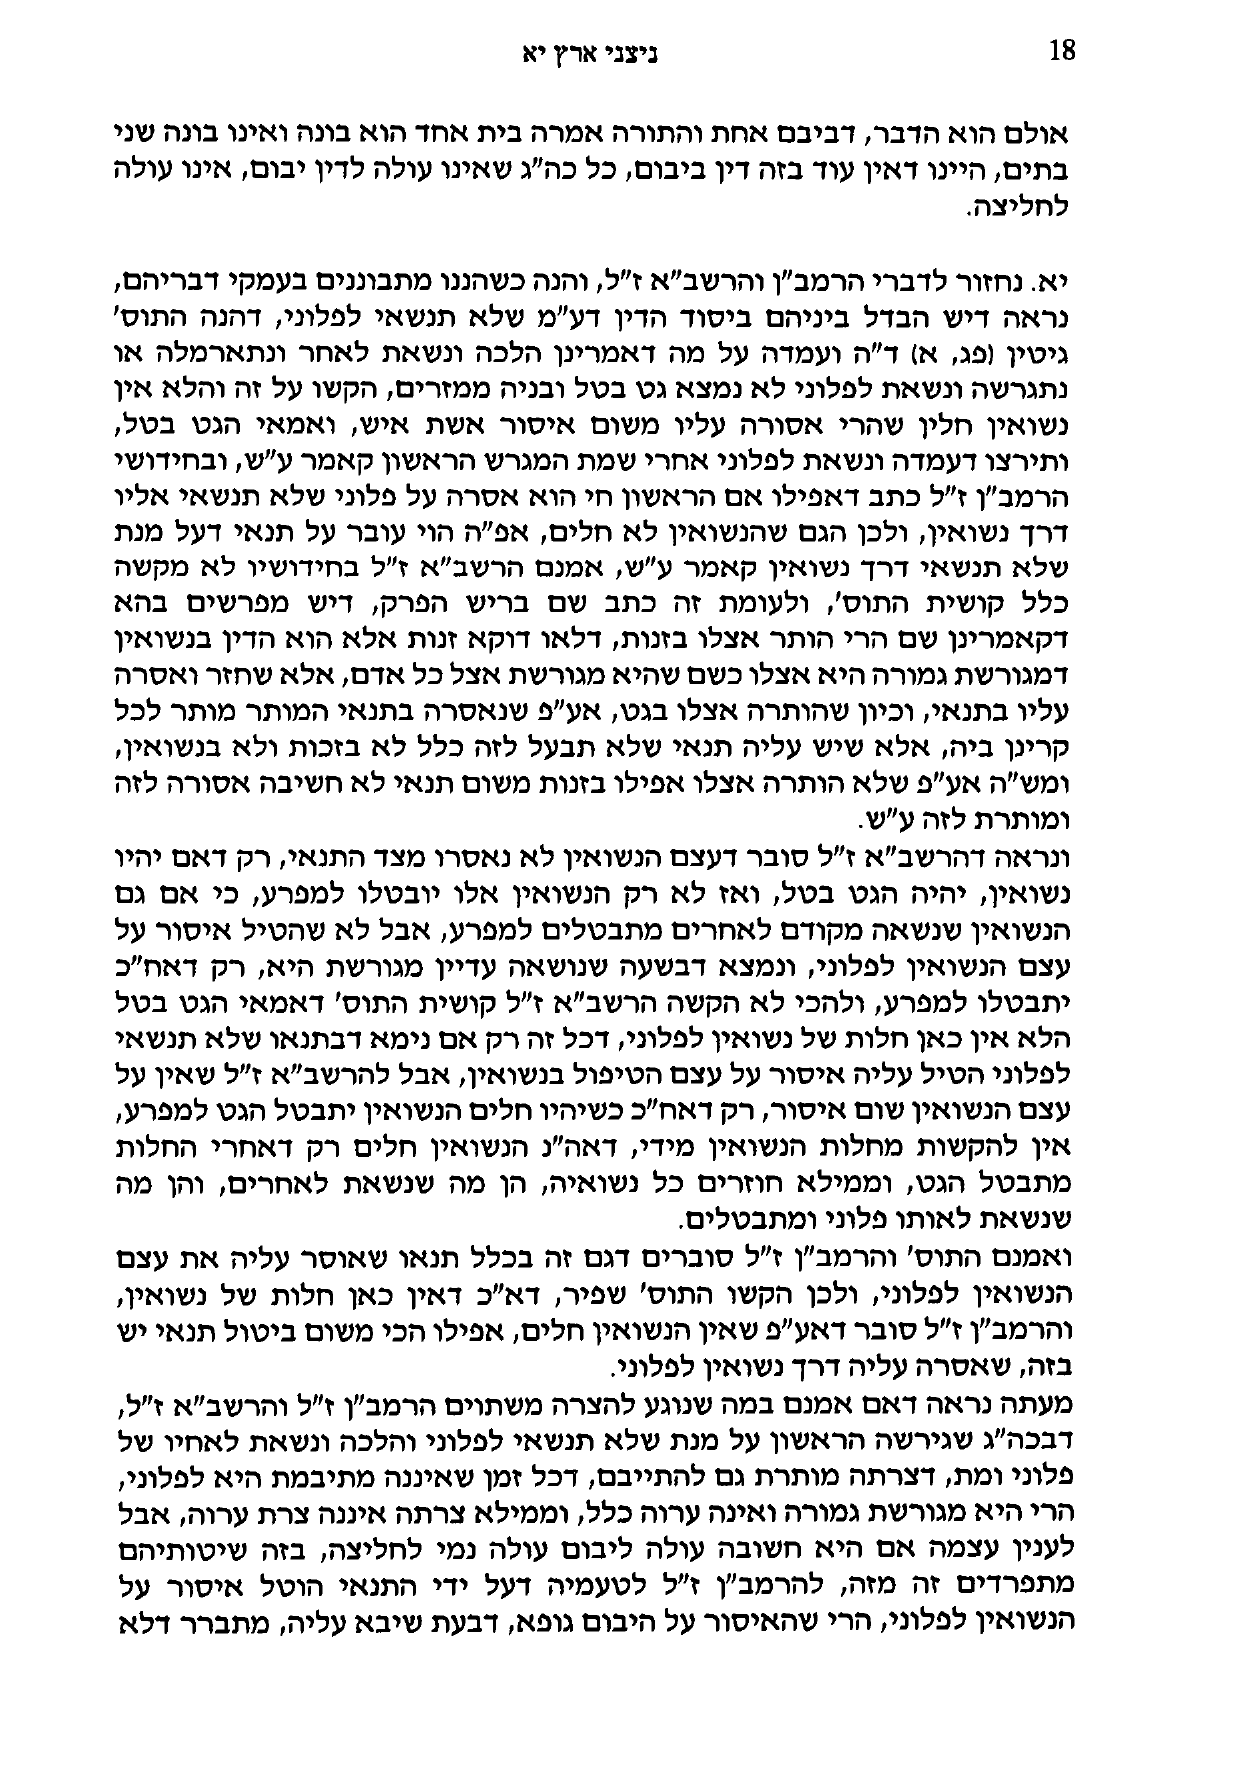 18
ניצני ארץ יא
אולם הוא הדבר, דביבם אחת והתורה אמרה בית אחד הוא בונה ואינו בונה שני
בתים, היינו דאין עוד בזה דין ביבום, כל כה"ג שאינו עולה לדין יבום, אינו עולה
לחליצה.
יא. נחזור לדברי הרמב"ן והרשב"א ז"ל, והנה כשהננו מתבוננים בעמקי דבריהם,
נראה דיש הבדל ביניהם ביסוד הדין דע"מ שלא תנשאי לפלוני, דהנה התוס'
גיטין (פג, א) ד"ה ועמדה על מה דאמרינן הלכה ונשאת לאחר ונתארמלה או
נתגרשה ונשאת לפלוני לא נמצא גט בטל ובניה ממזרים, הקשו על זה והלא אין
נשואין חלין שהרי אסורה עליו משום איסור אשת איש, ואמאי הגט בטל,
ותירצו דעמדה ונשאת לפלוני אחרי שמת המגרש הראשון קאמר ע"ש, ובחידושי
הרמב"ן ז"ל כתב דאפילו אם הראשון חי הוא אסרה על פלוני שלא תנשאי אליו
דרך נשואין, ולכן הגם שהנשואין לא חלים, אפ"ה הוי עובר על תנאי דעל מנת
שלא תנשאי דרך נשואין קאמר ע"ש, אמנם הרשב"א ז"ל בחידושיו לא מקשה
כלל קושית התוס', ולעומת זה כתב שם בריש הפרק, דיש מפרשים בהא
דקאמרינן שם הרי הותר אצלו בזנות, דלאו דוקא זנות אלא הוא הדין בנשואין
דמגורשת גמורה היא אצלו כשם שהיא מגורשת אצל כל אדם, אלא שחזר ואסרה
עליו בתנאי, וכיון שהותרה אצלו בגט, אע"פ שנאסרה בתנאי המותר מותר לכל
קרינן ביה, אלא שיש עליה תנאי שלא תבעל לזה כלל לא בזכות ולא בנשואין,
ומש"ה אע"פ שלא הותרה אצלו אפילו בזנות משום תנאי לא חשיבה אסורה לזה
ומותרת לזה ע"ש.
ונראה דהרשב"א ז"ל סובר דעצם הנשואין לא נאסרו מצד התנאי, רק דאם יהיו
נשואין, יהיה הגט בטל, ואז לא רק הנשואין אלו יובטלו למפרע, כי אם גם
הנשואין שנשאה מקודם לאחרים מתבטלים למפרע, אבל לא שהטיל איסור על
עצם הנשואין לפלוני, ונמצא דבשעה שנושאה עדיין מגורשת היא, רק דאח"כ
יתבטלו למפרע, ולהכי לא הקשה הרשב"א ז"ל קושית התוס' דאמאי הגט בטל
הלא אין כאן חלות של נשואין לפלוני, דכל זה רק אם נימא דבתנאו שלא תנשאי
לפלוני הטיל עליה איסור על עצם הטיפול בנשואין, אבל להרשב"א ז"ל שאין על
עצם הנשואין שום איסור, רק דאח"כ כשיהיו חלים הנשואין יתבטל הגט למפרע,
אין להקשות מחלות הנשואין מידי, דאה"נ הנשואין חלים רק דאחרי החלות
מתבטל הגט, וממילא חוזרים כל נשואיה, הן מה שנשאת לאחרים, והן מה
שנשאת לאותו פלוני ומתבטלים.
ואמנם התוס' והרמב"ן ז"ל סוברים דגם זה בכלל תנאו שאוסר עליה את עצם
הנשואין לפלוני, ולכן הקשו התוס' שפיר, דא"כ דאין כאן חלות של נשואין,
והרמב"ן ז"ל סובר דאע"פ שאין הנשואין חלים, אפילו הכי משום ביטול תנאי יש
בזה, שאסרה עליה דרך נשואין לפלוני.
מעתה נראה דאם אמנם במה שנוגע להצרה משתוים הרמב"ן ז"ל והרשב"א ז"ל,
דבכה"ג שגירשה הראשון על מנת שלא תנשאי לפלוני והלכה ונשאת לאחיו של
פלוני ומת, דצרתה מותרת גם להתייבם, דכל זמן שאיננה מתיבמת היא לפלוני,
הרי היא מגורשת גמורה ואינה ערוה כלל, וממילא צרתה איננה צרת ערוה, אבל
לענין עצמה אם היא חשובה עולה ליבום עולה נמי לחליצה, בזה שיטותיהם
מתפרדים זה מזה, להרמב"ן ז"ל לטעמיה דעל ידי התנאי הוטל איסור על
הנשואין לפלוני, הרי שהאיסור על היבום גופא, דבעת שיבא עליה, מתברר דלא